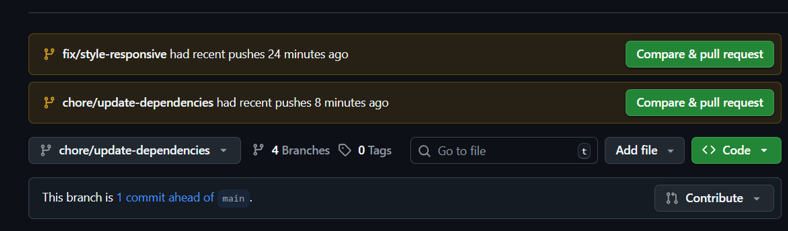 fix/style-responsive had recent pushes 24 minutes ago Compare & pull request
chore/update-dependencies had recent pushes 8 minutes ago Compare & pull request
chore/update-dependencies 4 Branches 0 Tags Go to file t Add file Code
This branch is 1 commit ahead of main . Contribute